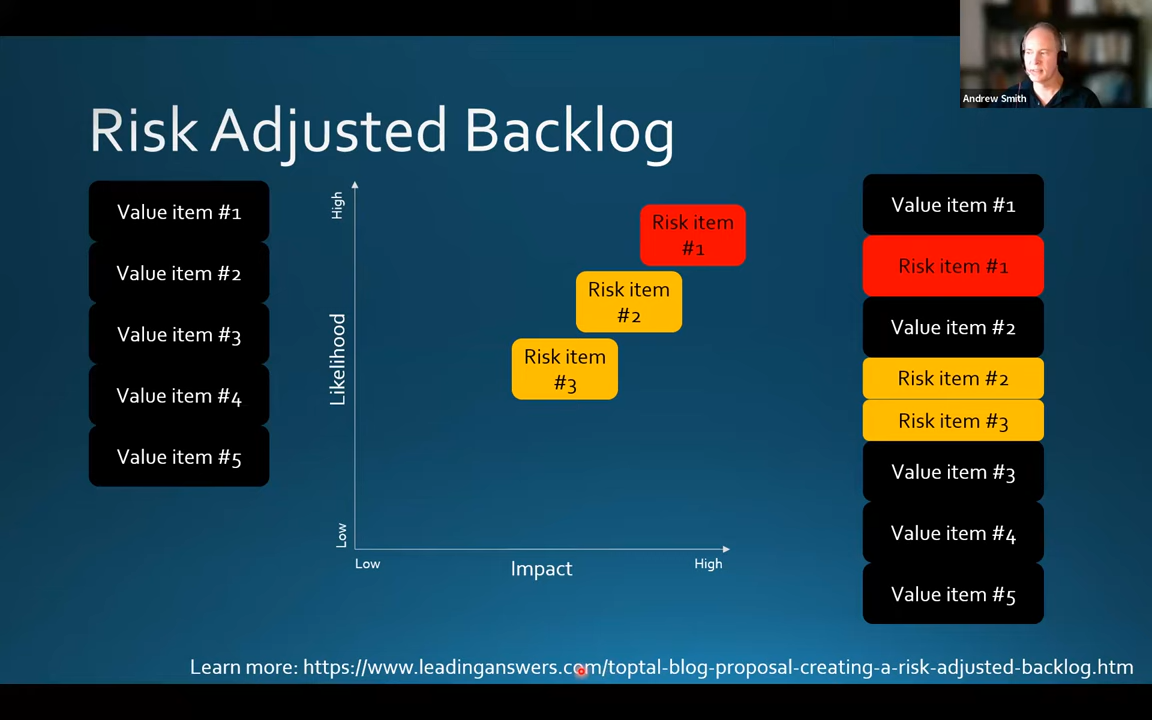 Andrew Smith
Risk Adjusted Backlog
Value item #1
Value item #2
Value item #3
Value item #4
Value item #5
High
Likelihood
Low
Risk item
#1
Risk item
#2
Risk item
#3
Low
Impact
High
Value item #1
Risk item #1
Value item #2
Risk item #2
Risk item #3
Value item #3
Value item #4
Value item #5
Learn more: https://www.leadinganswers.com/toptal-blog-proposal-creating-a-risk-adjusted-backlog.htm